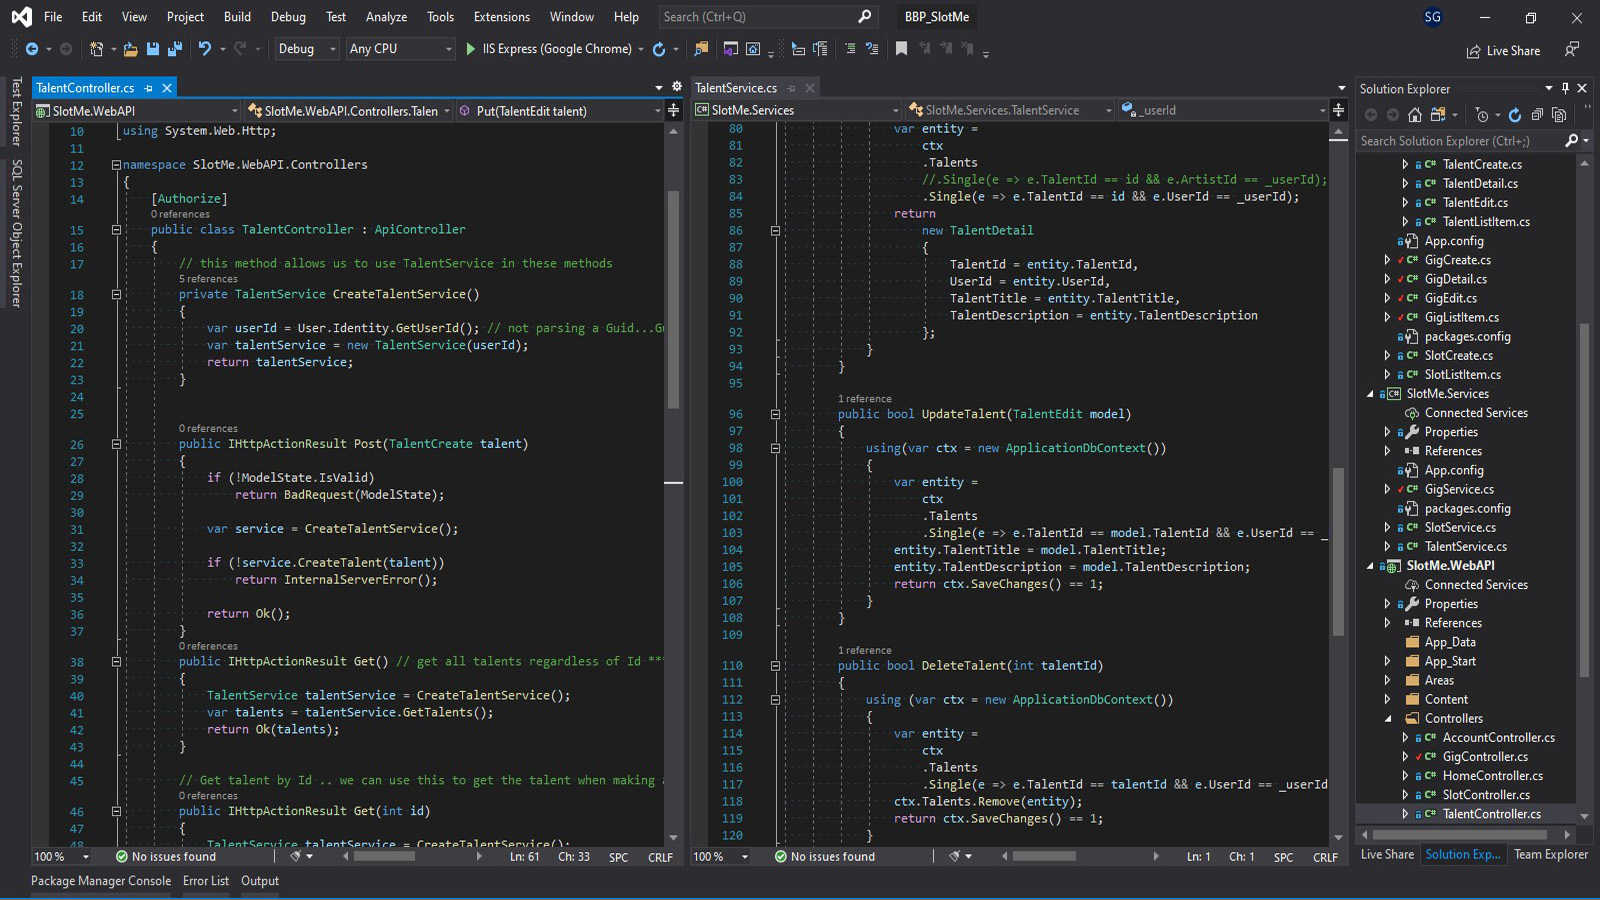 File Edit View Project Build Debug Test Analyze Tools Extensions Window Help Search (Ctrl+Q) BBP_SlotMe SG
Debug Any CPU IIS Express (Google Chrome) Live Share
Test Explorer
SQL Server Object Explorer
TalentController.cs
SlotMe.WebAPI SlotMe.WebAPI.Controllers.Talen Put(TalentEdit talent)
10 using System.Web.Http;
11
12 namespace SlotMe.WebAPI.Controllers
13 {
14 [Authorize]
0 references
15 public class TalentController : ApiController
16 {
17 // this method allows us to use TalentService in these methods
5 references
18 private TalentService CreateTalentService()
19 {
20 var userId = User.Identity.GetUserId(); // not parsing a Guid...Gu
21 var talentService = new TalentService(userId);
22 return talentService;
23 }
24
25
0 references
26 public IHttpActionResult Post(TalentCreate talent)
27 {
28 if (!ModelState.IsValid)
29 return BadRequest(ModelState);
30
31 var service = CreateTalentService();
32
33 if (!service.CreateTalent(talent))
34 return InternalServerError();
35
36 return Ok();
37 }
0 references
38 public IHttpActionResult Get() // get all talents regardless of Id **
39 {
40 TalentService talentService = CreateTalentService();
41 var talents = talentService.GetTalents();
42 return Ok(talents);
43 }
44
45 // Get talent by Id .. we can use this to get the talent when making
0 references
46 public IHttpActionResult Get(int id)
47 {
48 TalentService talentService = CreateTalentService();
100 % No issues found Ln: 61 Ch: 33 SPC CRLF
TalentService.cs
SlotMe.Services SlotMe.Services.TalentService _userId
80 var entity =
81 ctx
82 .Talents
83 //.Single(e => e.TalentId == id && e.ArtistId == _userId);
84 .Single(e => e.TalentId == id && e.UserId == _userId);
85 return
86 new TalentDetail
87 {
88 TalentId = entity.TalentId,
89 UserId = entity.UserId,
90 TalentTitle = entity.TalentTitle,
91 TalentDescription = entity.TalentDescription
92 };
93 }
94 }
95
1 reference
96 public bool UpdateTalent(TalentEdit model)
97 {
98 using(var ctx = new ApplicationDbContext())
99 {
100 var entity =
101 ctx
102 .Talents
103 .Single(e => e.TalentId == model.TalentId && e.UserId == _
104 entity.TalentTitle = model.TalentTitle;
105 entity.TalentDescription = model.TalentDescription;
106 return ctx.SaveChanges() == 1;
107 }
108 }
109
1 reference
110 public bool DeleteTalent(int talentId)
111 {
112 using (var ctx = new ApplicationDbContext())
113 {
114 var entity =
115 ctx
116 .Talents
117 .Single(e => e.TalentId == talentId && e.UserId == _userId
118 ctx.Talents.Remove(entity);
119 return ctx.SaveChanges() == 1;
120 }
100 % No issues found Ln: 1 Ch: 1 SPC CRLF
Solution Explorer
Search Solution Explorer (Ctrl+;)
C# TalentCreate.cs
C# TalentDetail.cs
C# TalentEdit.cs
C# TalentListItem.cs
App.config
C# GigCreate.cs
C# GigDetail.cs
C# GigEdit.cs
C# GigListItem.cs
packages.config
C# SlotCreate.cs
C# SlotListItem.cs
C# SlotMe.Services
Connected Services
Properties
References
App.config
C# GigService.cs
packages.config
C# SlotService.cs
C# TalentService.cs
SlotMe.WebAPI
Connected Services
Properties
References
App_Data
App_Start
Areas
Content
Controllers
C# AccountController.cs
C# GigController.cs
C# HomeController.cs
C# SlotController.cs
C# TalentController.cs
Live Share Solution Exp... Team Explorer
Package Manager Console Error List Output